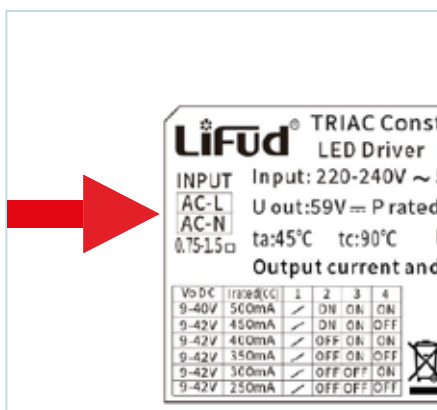 Lifud® TRIAC Const
LED Driver
INPUT Input: 220-240V ~
AC-L U out:59V⎓ P rated
AC-N
0.75-1.5□ ta:45℃ tc:90℃
Output current and
Vo DC Irated(CC) 1 2 3 4
9-40V 500mA ⁄ ON ON ON
9-42V 450mA ⁄ ON ON OFF
9-42V 400mA ⁄ OFF ON ON
9-42V 350mA ⁄ OFF ON OFF
9-42V 300mA ⁄ OFF OFF ON
9-42V 250mA ⁄ OFF OFF OFF